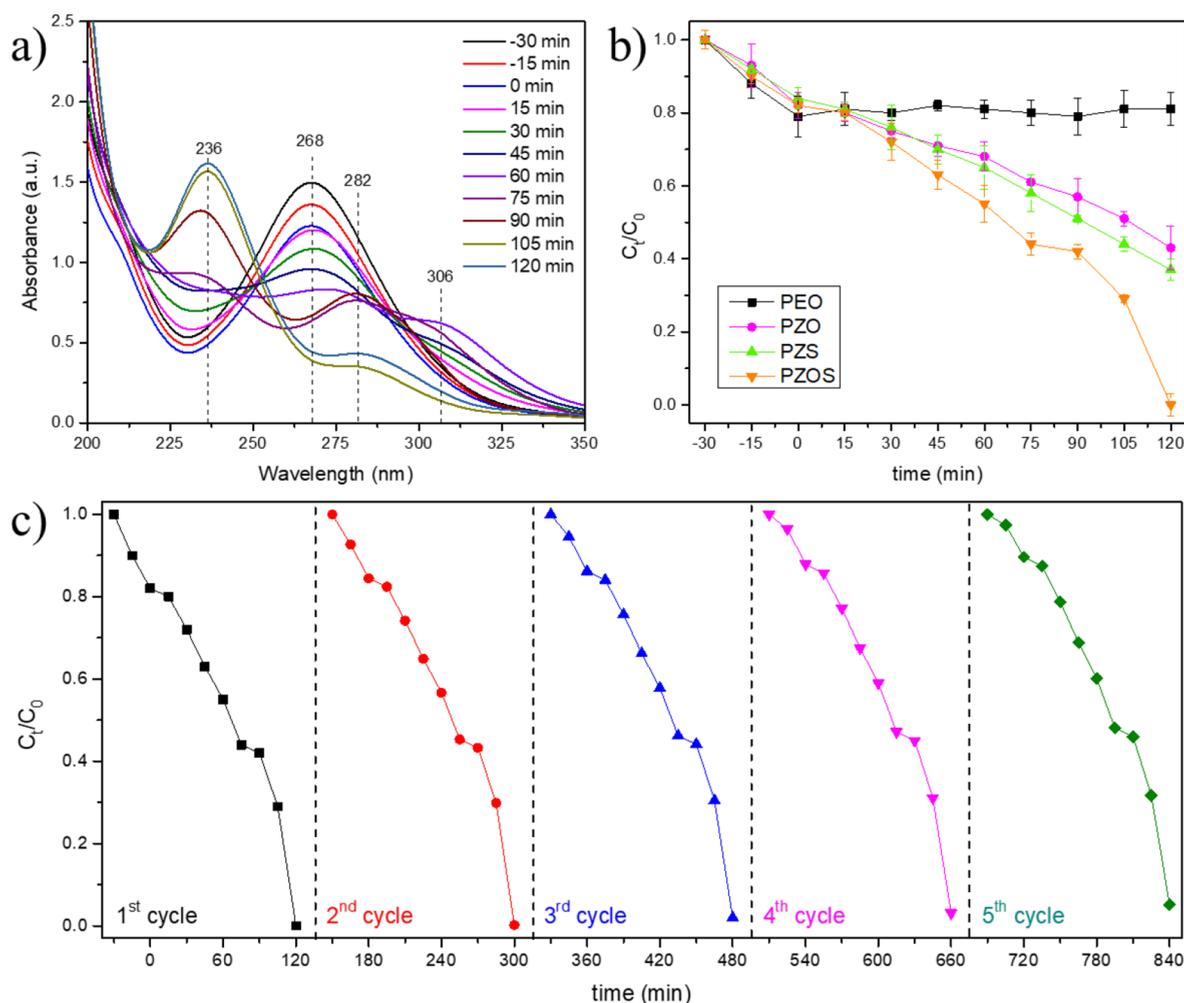 a)
2.5
2.0
1.5
1.0
0.5
0.0
Absorbance (a.u.)
236
268
282
306
-30 min
-15 min
0 min
15 min
30 min
45 min
60 min
75 min
90 min
105 min
120 min
200 225 250 275 300 325 350
Wavelength (nm)
b)
1.0
0.8
0.6
0.4
0.2
0.0
Cₜ/C₀
PEO
PZO
PZS
PZOS
-30 -15 0 15 30 45 60 75 90 105 120
time (min)
c)
1.0
0.8
0.6
0.4
0.2
0.0
Cₜ/C₀
1ˢᵗ cycle
2ⁿᵈ cycle
3ʳᵈ cycle
4ᵗʰ cycle
5ᵗʰ cycle
0 60 120 180 240 300 360 420 480 540 600 660 720 780 840
time (min)